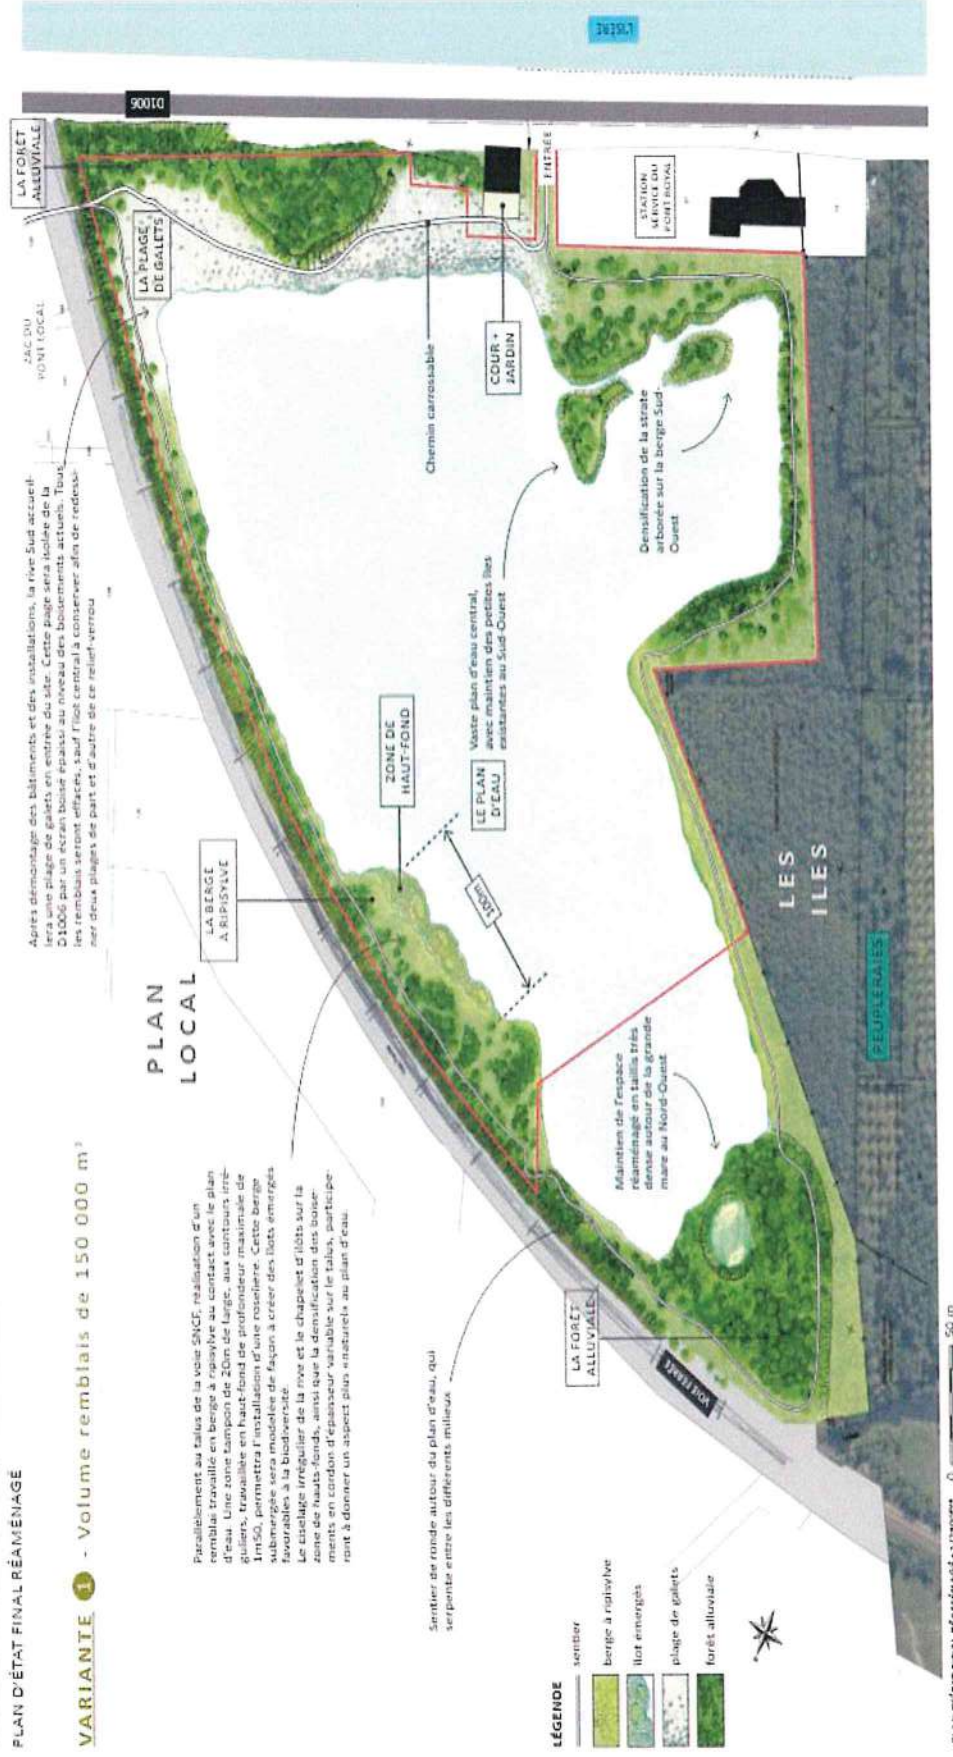 PLAN D'ÉTAT FINAL RÉAMÉNAGÉ
VARIANTE 1 - Volume remblais de 150 000 m³
Après démontage des bâtiments et des installations, la rive Sud accueil-
lera une plage de galets en entrée du site. Cette page sera isolée de la
D1006 par un écran boisé épaissi au niveau des boisements actuels. Tous
les remblais seront effacés, sauf l'îlot central à conserver afin de redessi-
ner deux plages de part et d'autre de ce relief-verrou
Parallèlement au talus de la voie SNCF, réalisation d'un
remblai travaillé en berge à ripisylve au contact avec le plan
d'eau. Une zone tampon de 20m de large, aux contours irré-
guliers, travaillée en haut-fond de profondeur maximale de
1m50, permettra l'installation d'une roselière. Cette berge
submergée sera modelée de façon à créer des îlots émergés
favorables à la biodiversité.
Le ciselage irrégulier de la rive et le chapelet d'îlots sur la
zone de hauts-fonds, ainsi que la densification des boise-
ments en cordon d'épaisseur variable sur le talus, participe-
ront à donner un aspect plus « naturel » au plan d'eau.
Sentier de ronde autour du plan d'eau, qui
serpente entre les différents milieux
PLAN
LOCAL
ZAC DU
PONT LOCAL
LA FORÊT
ALLUVIALE
D1006
L'ISÈRE
LA PLAGE
DE GALETS
LA BERGE
A RIPISYLVE
ZONE DE
HAUT-FOND
100m
Chemin carrossable
COUR +
JARDIN
ENTRÉE
STATION
SERVICE DU
PONT ROYAL
LE PLAN
D'EAU
Vaste plan d'eau central,
avec maintien des petites îles
existantes au Sud-Ouest
Densification de la strate
arborée sur la berge Sud-
Ouest
Maintien de l'espace
réaménagé en taillis très
dense autour de la grande
mare au Nord-Ouest
LA FORÊT
ALLUVIALE
VOIE FERRÉE
LES
ILES
PEUPLERAIES
LÉGENDE
sentier
berge à ripisylve
îlot émergés
plage de galets
forêt alluviale
0
50 m